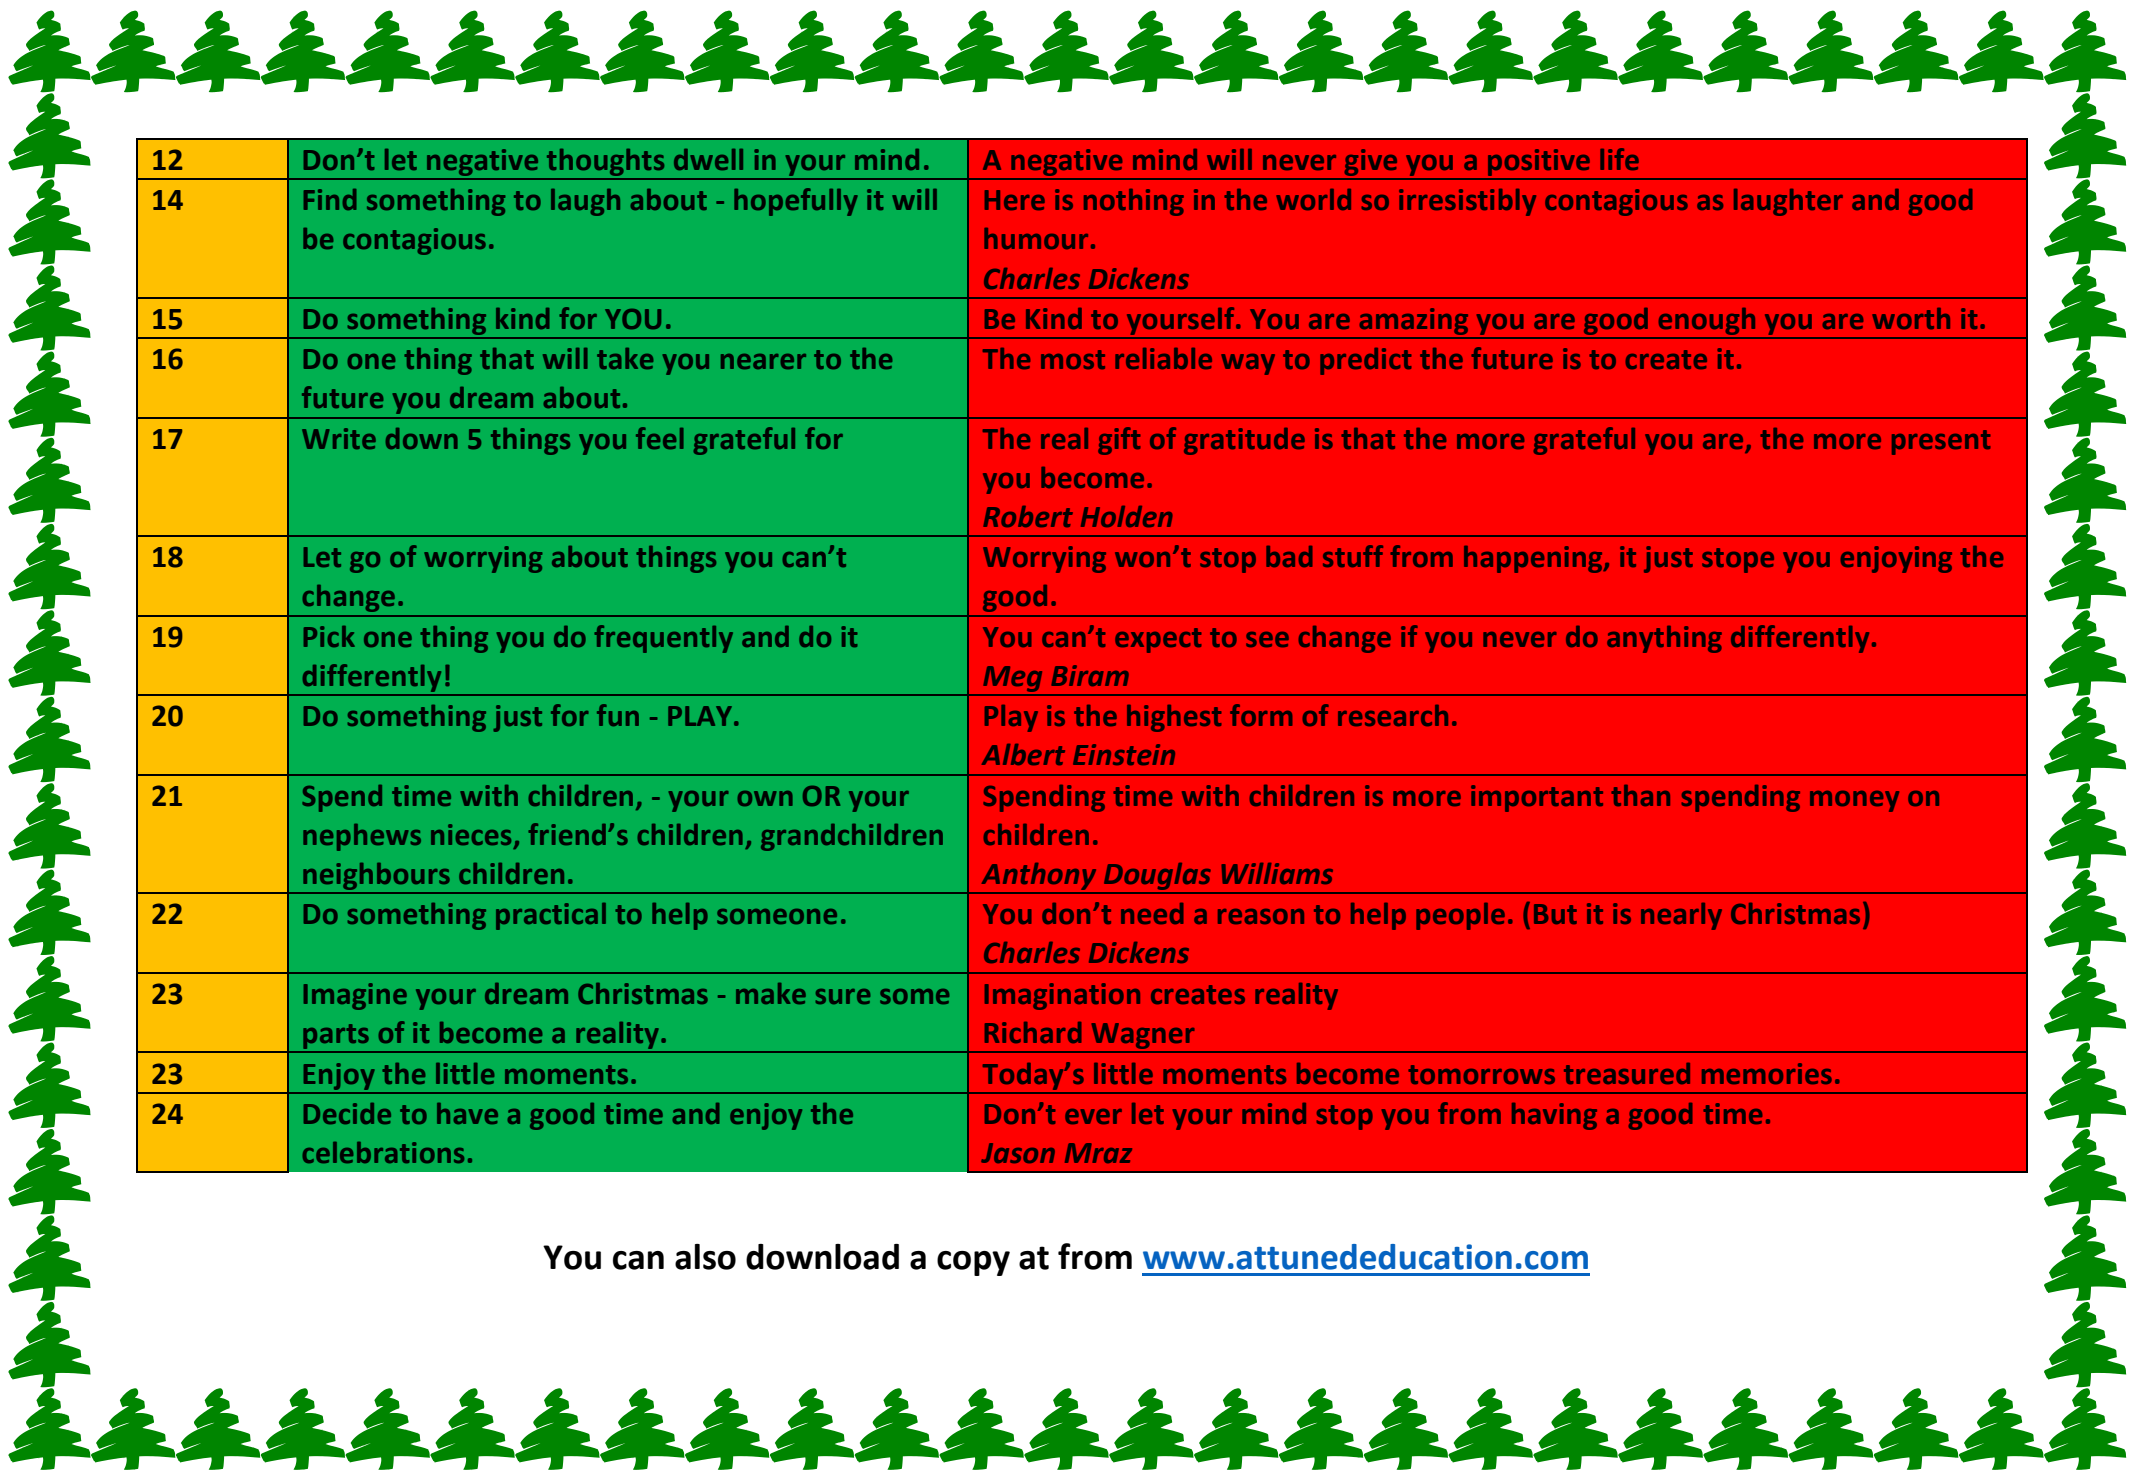 12 Don’t let negative thoughts dwell in your mind. A negative mind will never give you a positive life
14 Find something to laugh about - hopefully it will
be contagious.
Here is nothing in the world so irresistibly contagious as laughter and good
humour.
Charles Dickens
15 Do something kind for YOU. Be Kind to yourself. You are amazing you are good enough you are worth it.
16 Do one thing that will take you nearer to the
future you dream about.
The most reliable way to predict the future is to create it.
17 Write down 5 things you feel grateful for
The real gift of gratitude is that the more grateful you are, the more present
you become.
Robert Holden
18 Let go of worrying about things you can’t
change.
Worrying won’t stop bad stuff from happening, it just stope you enjoying the
good.
19 Pick one thing you do frequently and do it
differently!
You can’t expect to see change if you never do anything differently.
Meg Biram
20 Do something just for fun - PLAY.
Play is the highest form of research.
Albert Einstein
21 Spend time with children, - your own OR your
nephews nieces, friend’s children, grandchildren
neighbours children.
Spending time with children is more important than spending money on
children.
Anthony Douglas Williams
22 Do something practical to help someone.
You don’t need a reason to help people. (But it is nearly Christmas)
Charles Dickens
23 Imagine your dream Christmas - make sure some
parts of it become a reality.
Imagination creates reality
Richard Wagner
23 Enjoy the little moments. Today’s little moments become tomorrows treasured memories.
24 Decide to have a good time and enjoy the
celebrations.
Don’t ever let your mind stop you from having a good time.
Jason Mraz
You can also download a copy at from www.attunededucation.com